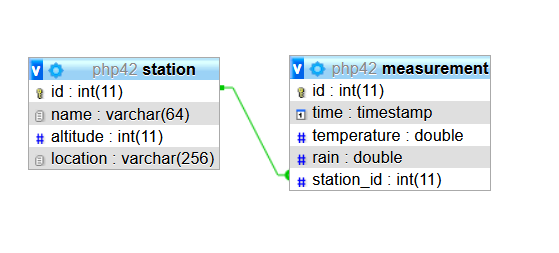 v php42 station
id : int(11)
name : varchar(64)
altitude : int(11)
location : varchar(256)
v php42 measurement
id : int(11)
time : timestamp
temperature : double
rain : double
station_id : int(11)